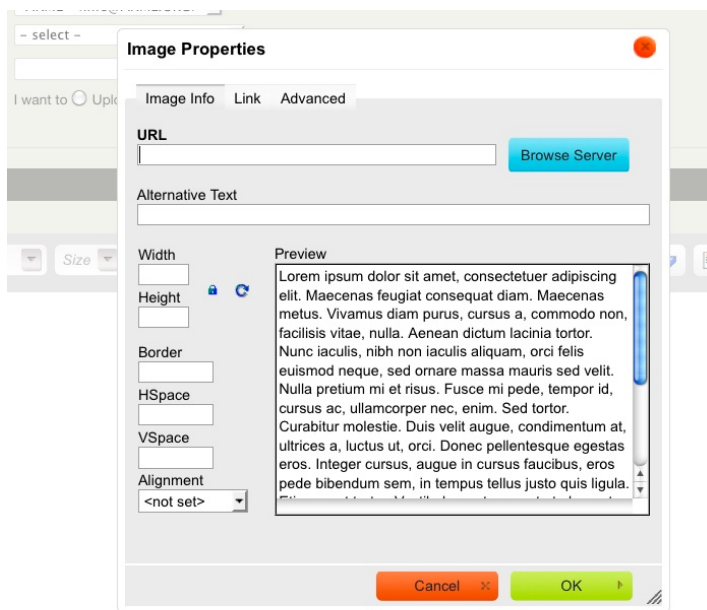 – select –
Image Properties
I want to Uplo
Image Info Link Advanced
URL
Browse Server
Alternative Text
Size
Width
Height
Border
HSpace
VSpace
Alignment
<not set>
Preview
Lorem ipsum dolor sit amet, consectetuer adipiscing
elit. Maecenas feugiat consequat diam. Maecenas
metus. Vivamus diam purus, cursus a, commodo non,
facilisis vitae, nulla. Aenean dictum lacinia tortor.
Nunc iaculis, nibh non iaculis aliquam, orci felis
euismod neque, sed ornare massa mauris sed velit.
Nulla pretium mi et risus. Fusce mi pede, tempor id,
cursus ac, ullamcorper nec, enim. Sed tortor.
Curabitur molestie. Duis velit augue, condimentum at,
ultrices a, luctus ut, orci. Donec pellentesque egestas
eros. Integer cursus, augue in cursus faucibus, eros
pede bibendum sem, in tempus tellus justo quis ligula.
Cancel
OK